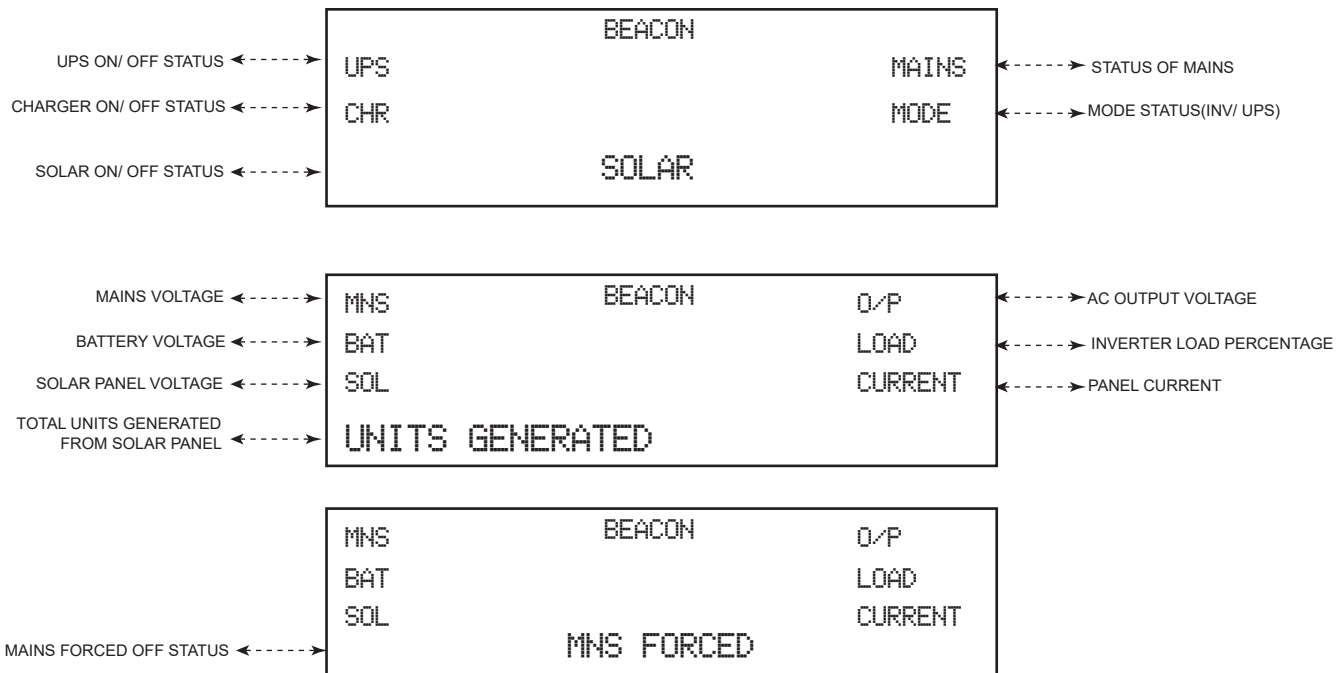 BEACON
UPS ON/ OFF STATUS UPS MAINS STATUS OF MAINS
CHARGER ON/ OFF STATUS CHR MODE MODE STATUS(INV/ UPS)
SOLAR ON/ OFF STATUS SOLAR
BEACON
MAINS VOLTAGE MNS O/P AC OUTPUT VOLTAGE
BATTERY VOLTAGE BAT LOAD INVERTER LOAD PERCENTAGE
SOLAR PANEL VOLTAGE SOL CURRENT PANEL CURRENT
TOTAL UNITS GENERATED
FROM SOLAR PANEL UNITS GENERATED
BEACON
MNS O/P
BAT LOAD
SOL CURRENT
MAINS FORCED OFF STATUS MNS FORCED